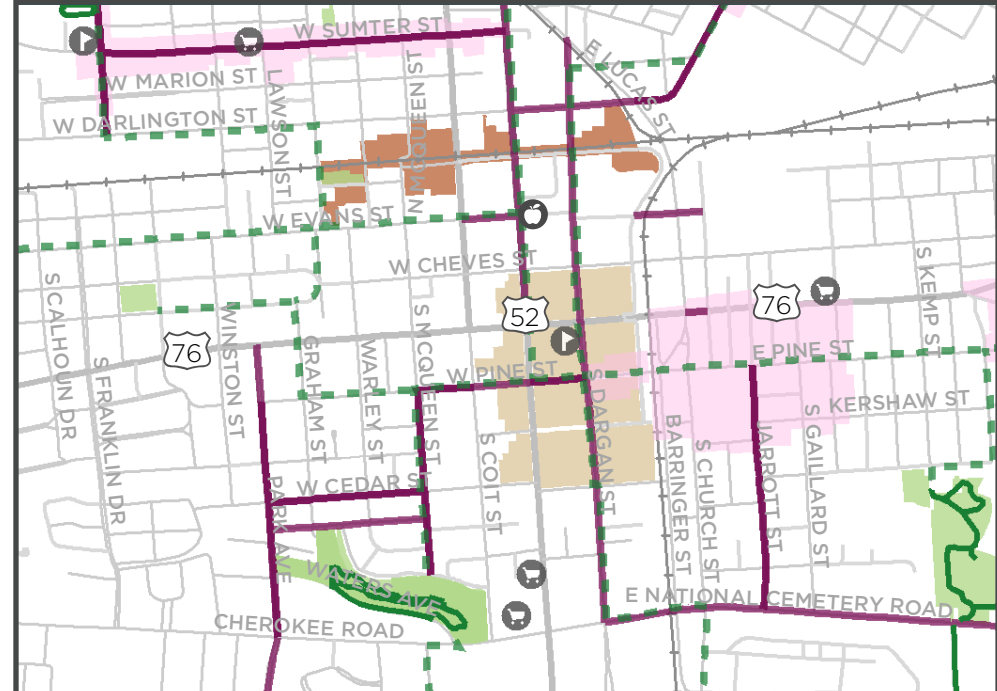 W SUMTER ST
E LUCAS ST
W MARION ST
LAWSON ST
N MCQUEEN ST
W DARLINGTON ST
W EVANS ST
W CHEVES ST
S CALHOUN DR
S KEMP ST
76
52
76
WINSTON ST
GRAHAM ST
WARLEY ST
S MCQUEEN ST
W PINE ST
E PINE ST
S FRANKLIN DR
S DARGAN ST
KERSHAW ST
S COIT ST
BARRINGER ST
S CHURCH ST
JARROTT ST
S GAILLARD ST
W CEDAR ST
PARK AVE
WATERS AVE
E NATIONAL CEMETERY ROAD
CHEROKEE ROAD